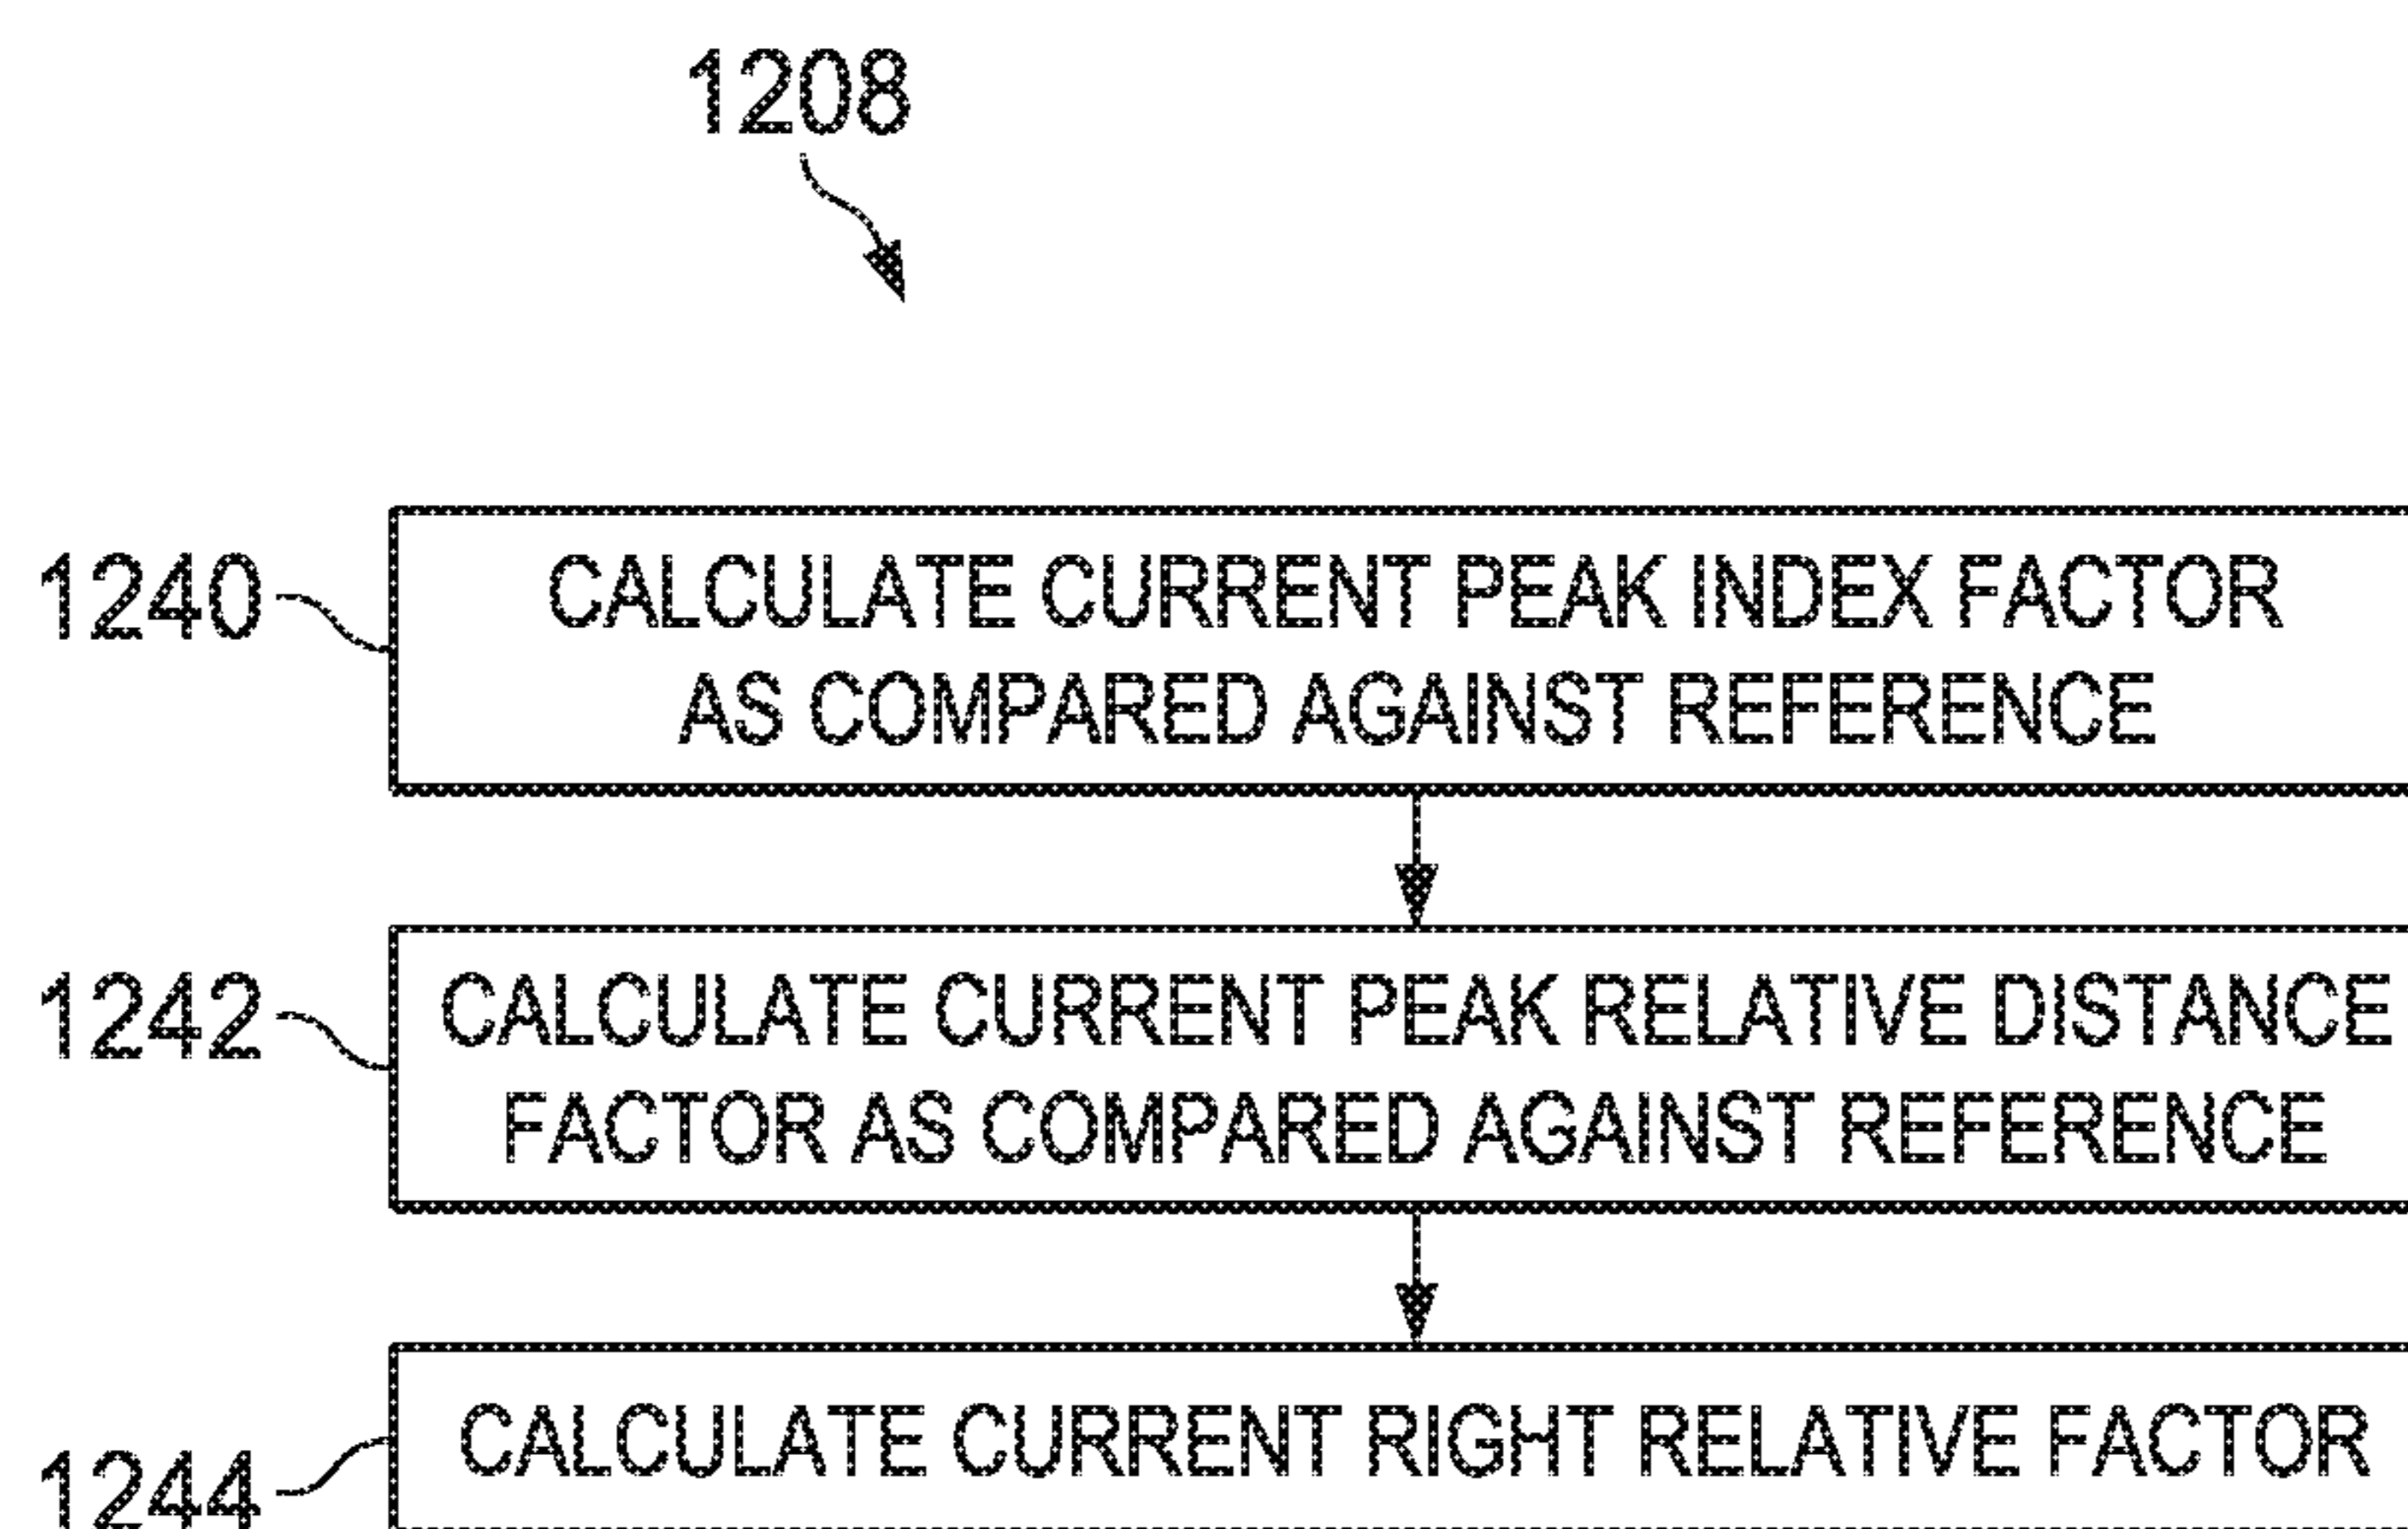 1208
1240
CALCULATE CURRENT PEAK INDEX FACTOR
AS COMPARED AGAINST REFERENCE
1242
CALCULATE CURRENT PEAK RELATIVE DISTANCE
FACTOR AS COMPARED AGAINST REFERENCE
CALCULATE CURRENT RIGHT RELATIVE FACTOR
1244